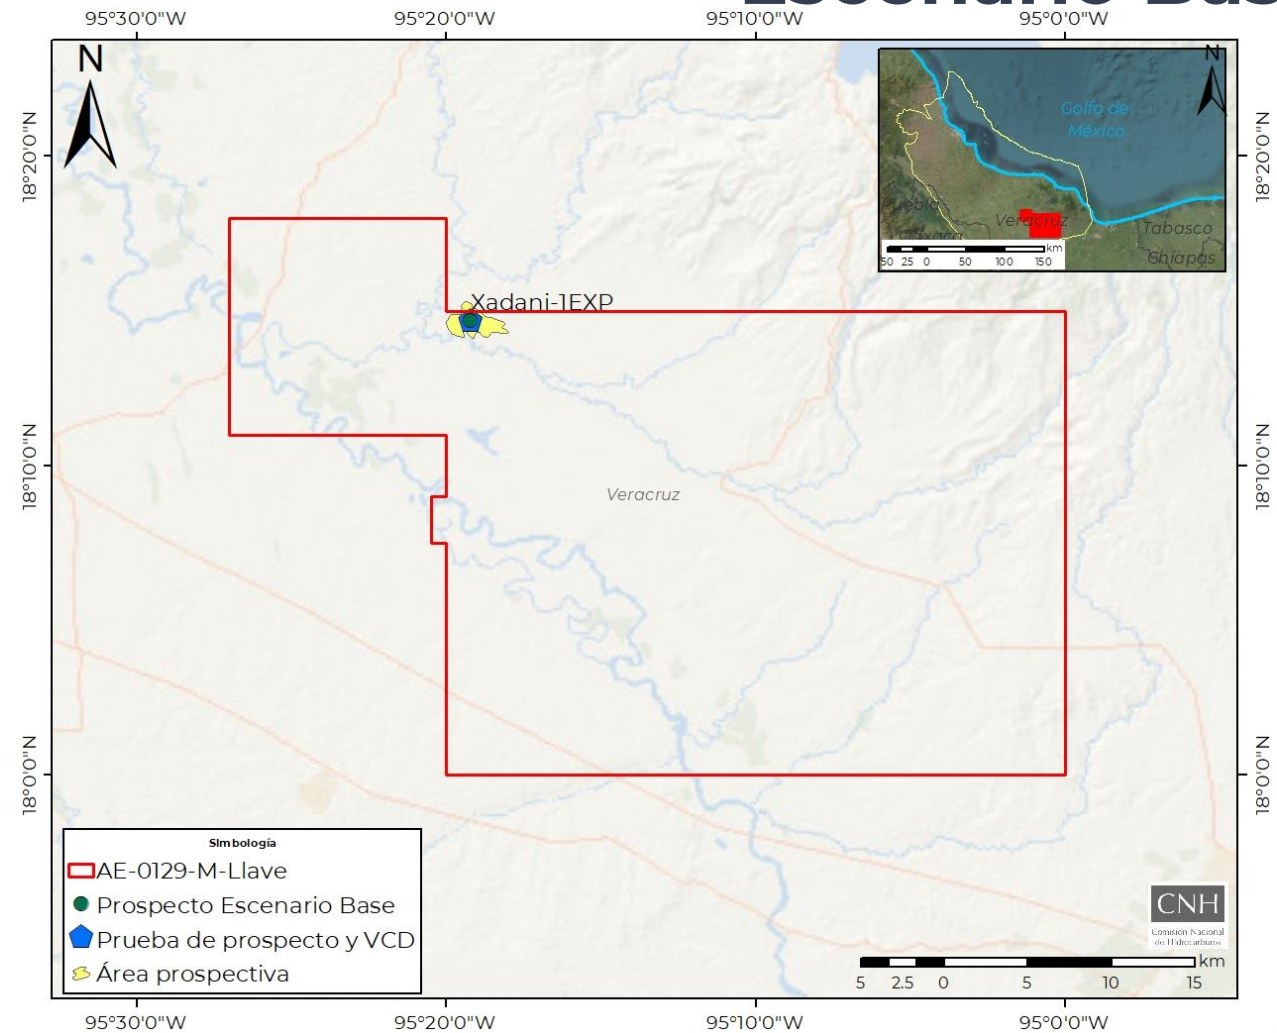 95°30'0"W 95°20'0"W 95°10'0"W 95°0'0"W
N
18°20'0"N
18°10'0"N
18°0'0"N
N
Golfo de
México
Puebla
Veracruz
Oaxaca
Tabasco
Chiapas
km
50 25 0 50 100 150
18°20'0"N
18°10'0"N
18°0'0"N
Xadani-1EXP
Veracruz
Simbología
AE-0129-M-Llave
Prospecto Escenario Base
Prueba de prospecto y VCD
Área prospectiva
CNH
Comisión Nacional
de Hidrocarburos
km
5 2.5 0 5 10 15
95°30'0"W 95°20'0"W 95°10'0"W 95°0'0"W